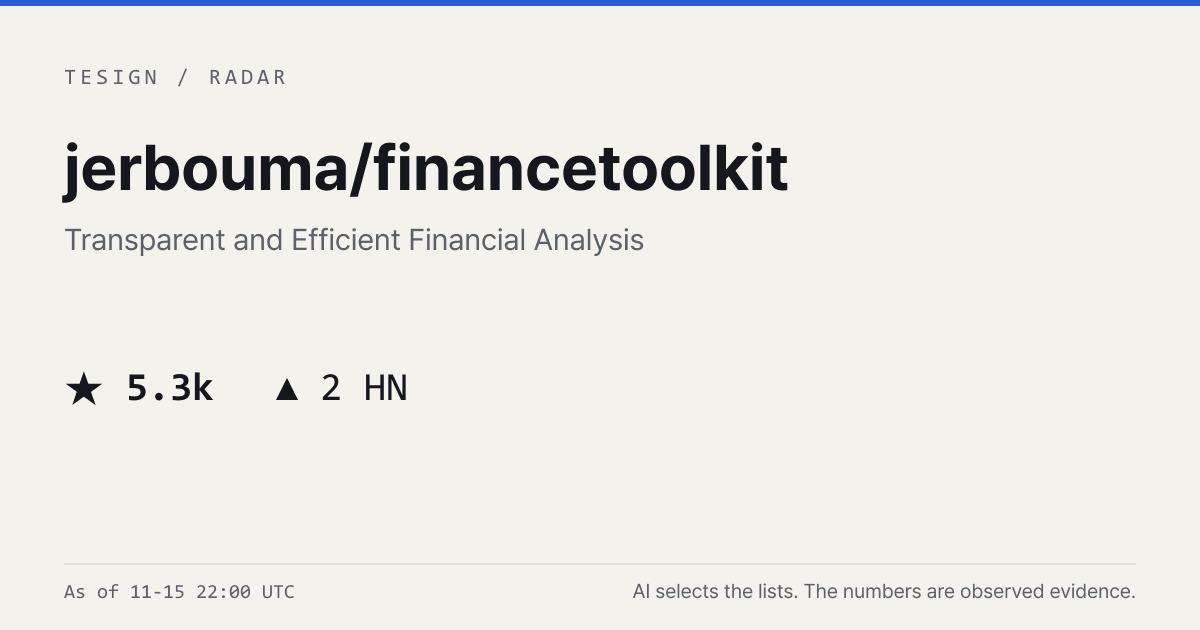 TESIGN / RADAR
jerbouma/financetoolkit
Transparent and Efficient Financial Analysis
★ 5.3k ▲ 2 HN
As of 11-15 22:00 UTC
AI selects the lists. The numbers are observed evidence.